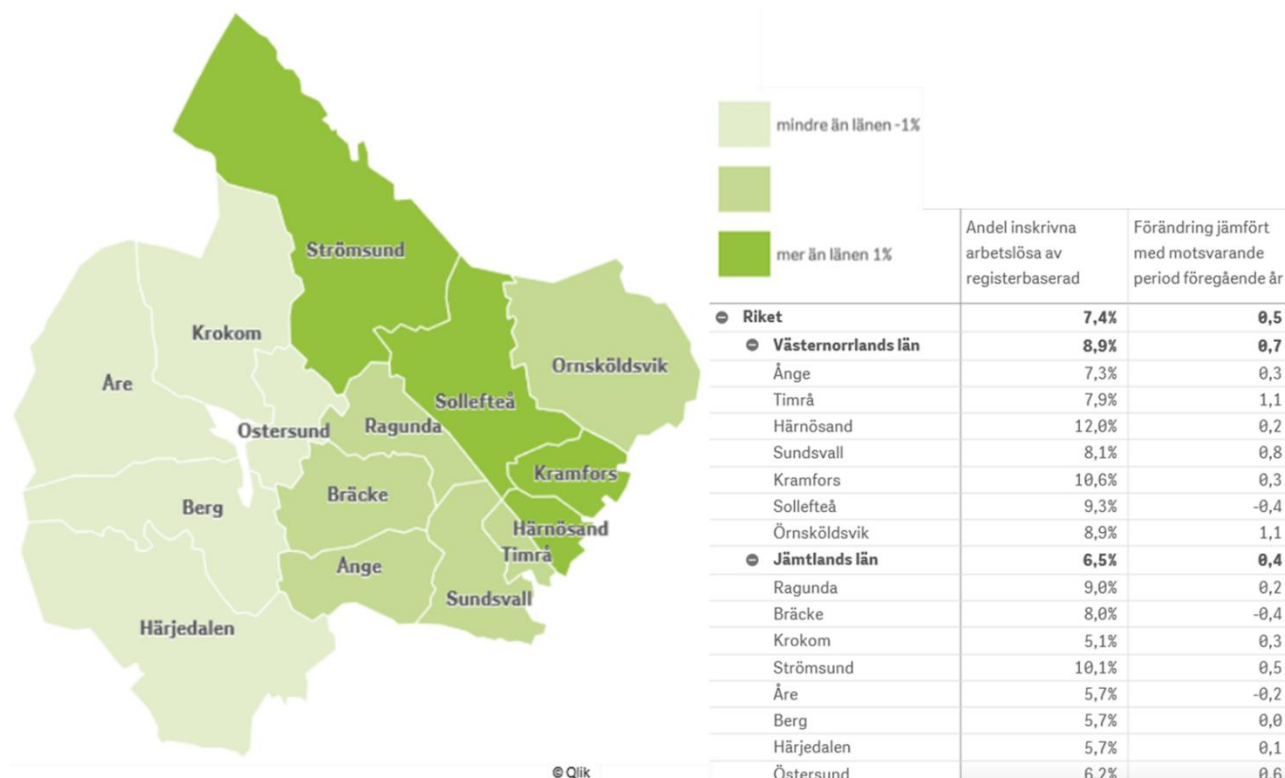 Strömsund
Krokom
Åre
Östersund
Ragunda
Sollefteå
Örnsköldsvik
Berg
Bräcke
Kramfors
Härnösand
Timrå
Ånge
Sundsvall
Härjedalen
© Qlik
mindre än länen -1%
mer än länen 1%
Andel inskrivna arbetslösa av registerbaserad
Förändring jämfört med motsvarande period föregående år
Riket 7,4% 0,5
Västernorrlands län 8,9% 0,7
Ånge 7,3% 0,3
Timrå 7,9% 1,1
Härnösand 12,0% 0,2
Sundsvall 8,1% 0,8
Kramfors 10,6% 0,3
Sollefteå 9,3% -0,4
Örnsköldsvik 8,9% 1,1
Jämtlands län 6,5% 0,4
Ragunda 9,0% 0,2
Bräcke 8,0% -0,4
Krokom 5,1% 0,3
Strömsund 10,1% 0,5
Åre 5,7% -0,2
Berg 5,7% 0,0
Härjedalen 5,7% 0,1
Östersund 6,2% 0,6